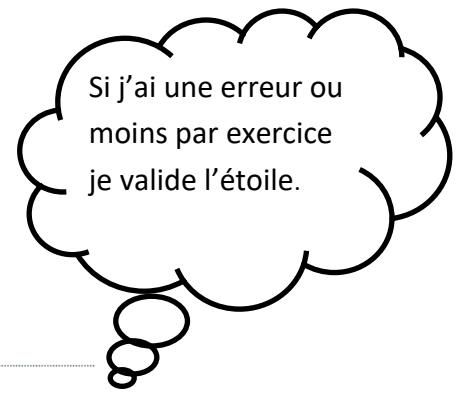 Si j’ai une erreur ou
moins par exercice
je valide l’étoile.